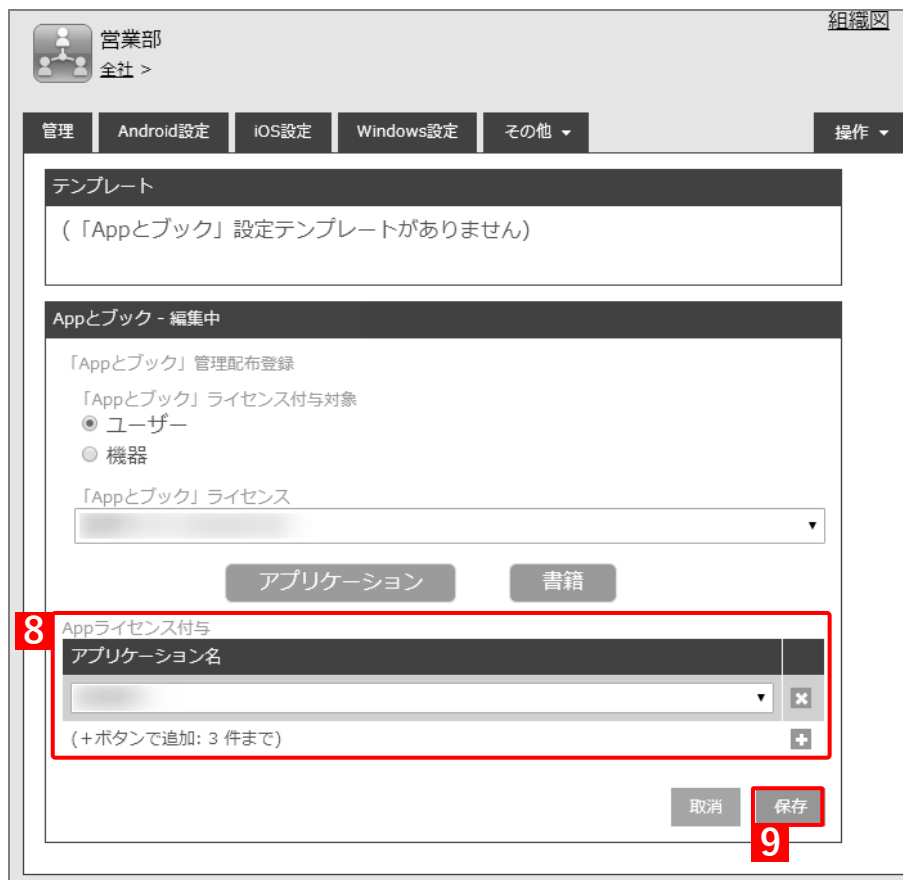 組織図
営業部
全社 >
管理 Android設定 iOS設定 Windows設定 その他 操作
テンプレート
(「Appとブック」設定テンプレートがありません)
Appとブック - 編集中
「Appとブック」管理配布登録
「Appとブック」ライセンス付与対象
ユーザー
機器
「Appとブック」ライセンス
アプリケーション 書籍
8
Appライセンス付与
アプリケーション名
(+ボタンで追加: 3 件まで)
取消 保存
9